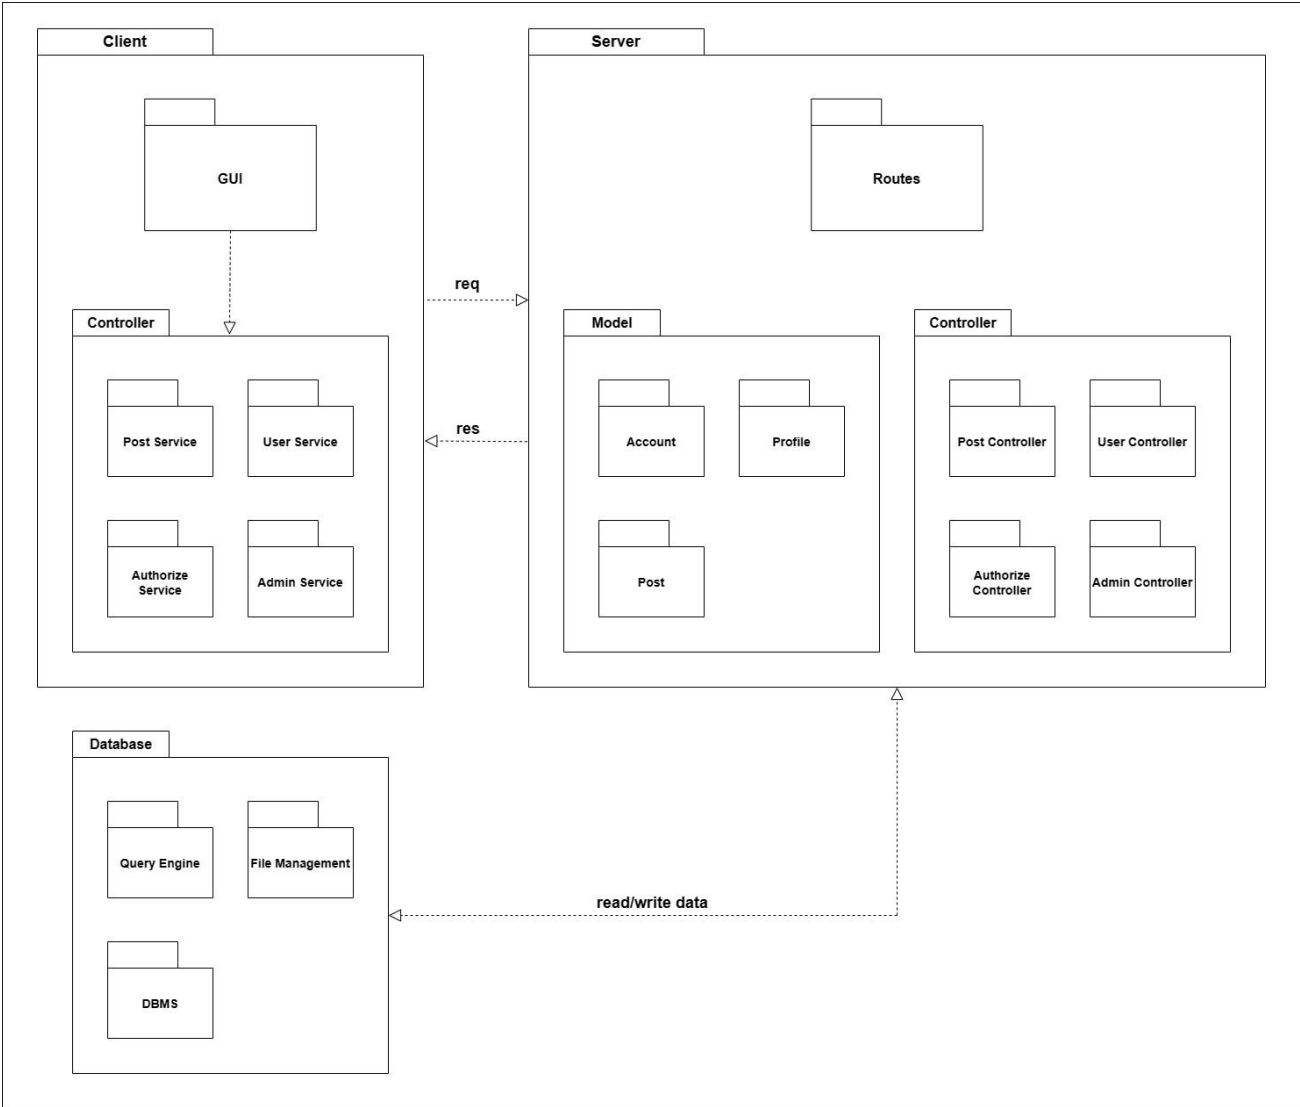 Client
Server
GUI
Routes
req
Controller
Model
Controller
res
Post Service
User Service
Account
Profile
Post Controller
User Controller
Authorize
Service
Admin Service
Post
Authorize
Controller
Admin Controller
Database
Query Engine
File Management
read/write data
DBMS